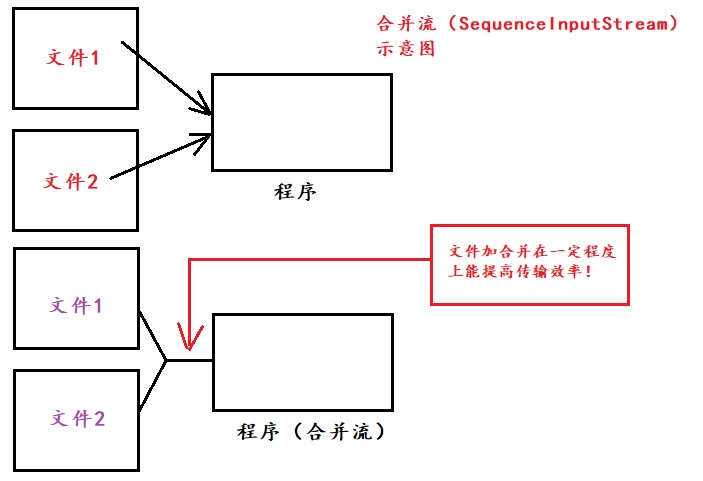 合并流（SequenceInputStream）
示意图
文件1
文件2
程序
文件加合并在一定程度
上能提高传输效率！
文件1
文件2
程序（合并流）